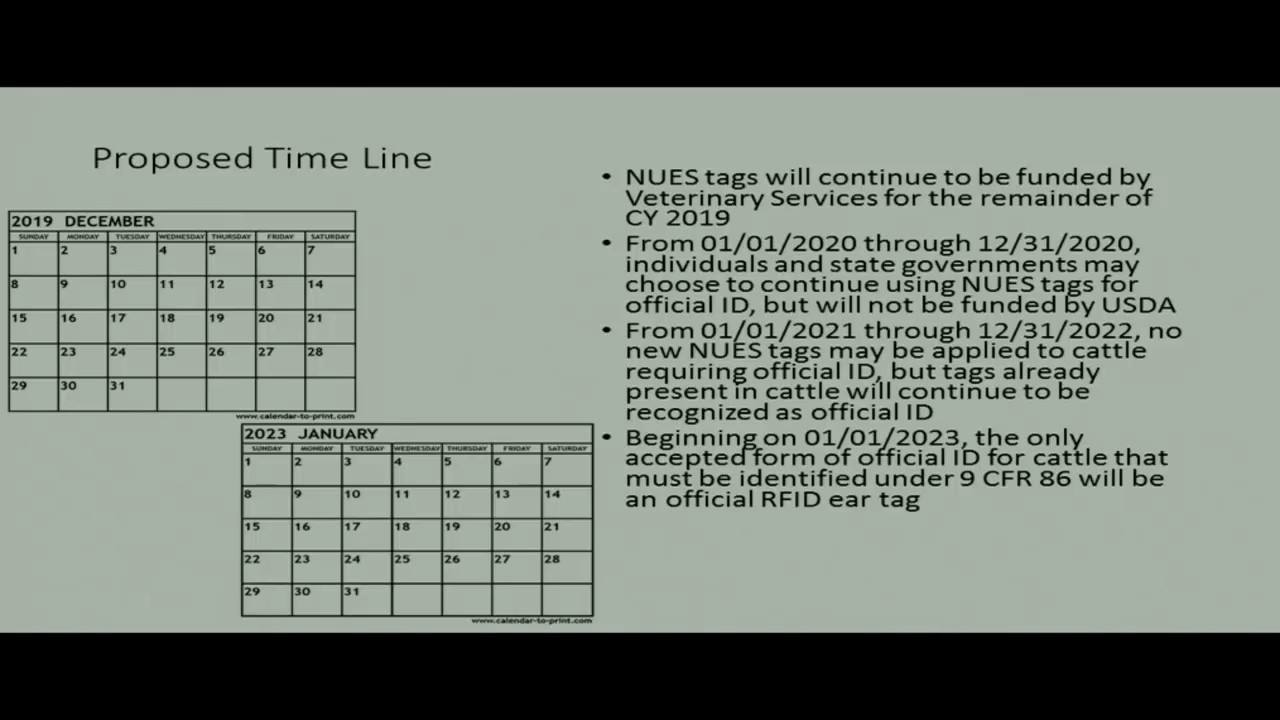 Proposed Time Line
2019 DECEMBER
SUNDAY MONDAY TUESDAY WEDNESDAY THURSDAY FRIDAY SATURDAY
1 2 3 4 5 6 7
8 9 10 11 12 13 14
15 16 17 18 19 20 21
22 23 24 25 26 27 28
29 30 31
www.calendar-to-print.com
2023 JANUARY
SUNDAY MONDAY TUESDAY WEDNESDAY THURSDAY FRIDAY SATURDAY
1 2 3 4 5 6 7
8 9 10 11 12 13 14
15 16 17 18 19 20 21
22 23 24 25 26 27 28
29 30 31
www.calendar-to-print.com
• NUES tags will continue to be funded by
Veterinary Services for the remainder of
CY 2019
• From 01/01/2020 through 12/31/2020,
individuals and state governments may
choose to continue using NUES tags for
official ID, but will not be funded by USDA
• From 01/01/2021 through 12/31/2022, no
new NUES tags may be applied to cattle
requiring official ID, but tags already
present in cattle will continue to be
recognized as official ID
• Beginning on 01/01/2023, the only
accepted form of official ID for cattle that
must be identified under 9 CFR 86 will be
an official RFID ear tag